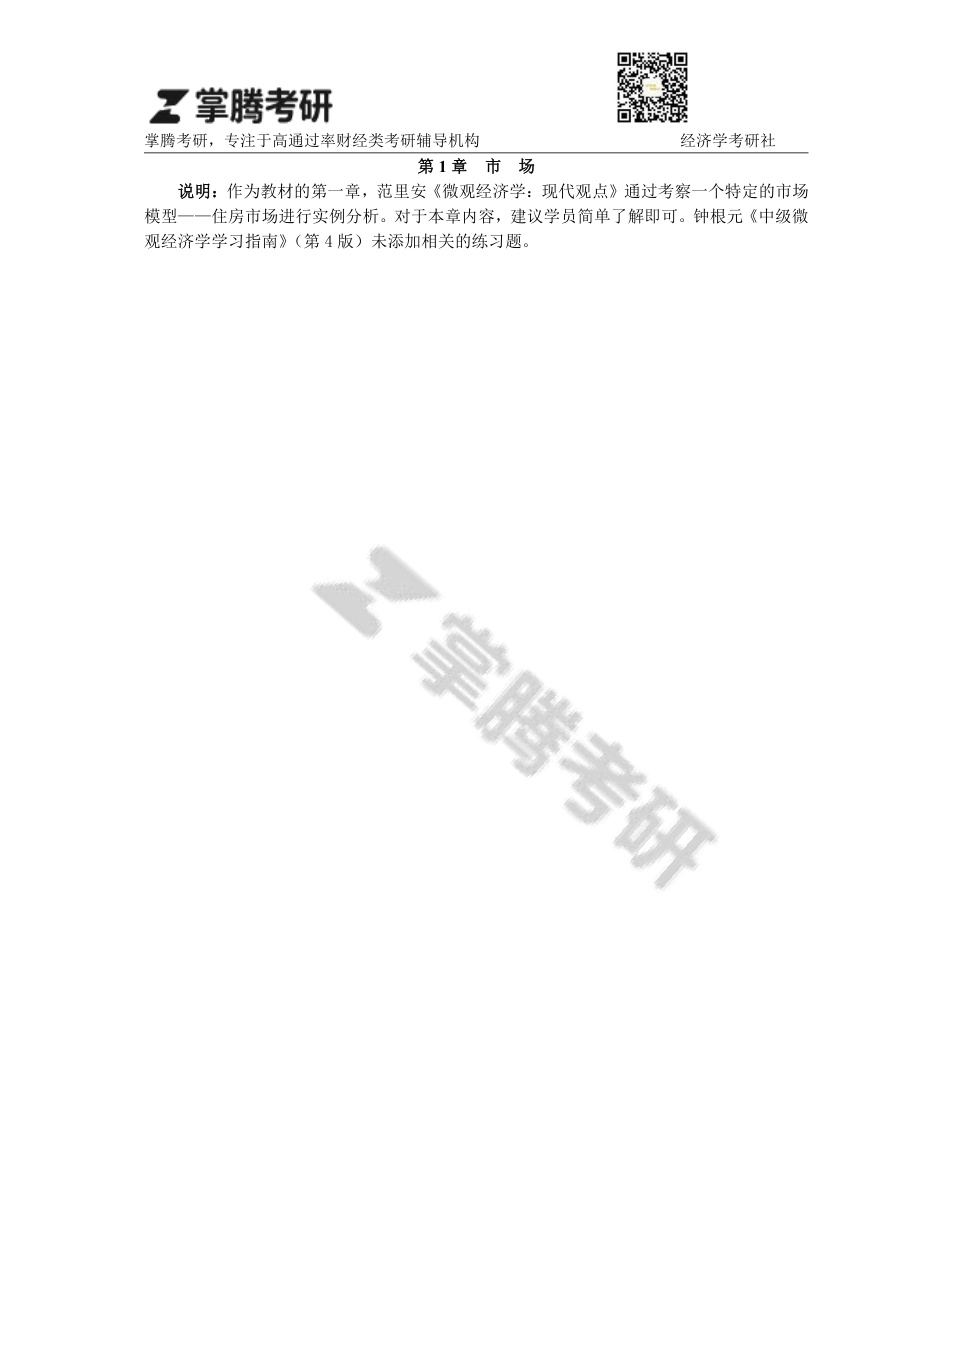 掌腾考研
掌腾考研，专注于高通过率财经类考研辅导机构 经济学考研社
第 1 章 市 场
说明：作为教材的第一章，范里安《微观经济学：现代观点》通过考察一个特定的市场
模型——住房市场进行实例分析。对于本章内容，建议学员简单了解即可。钟根元《中级微
观经济学学习指南》（第 4 版）未添加相关的练习题。
掌腾考研